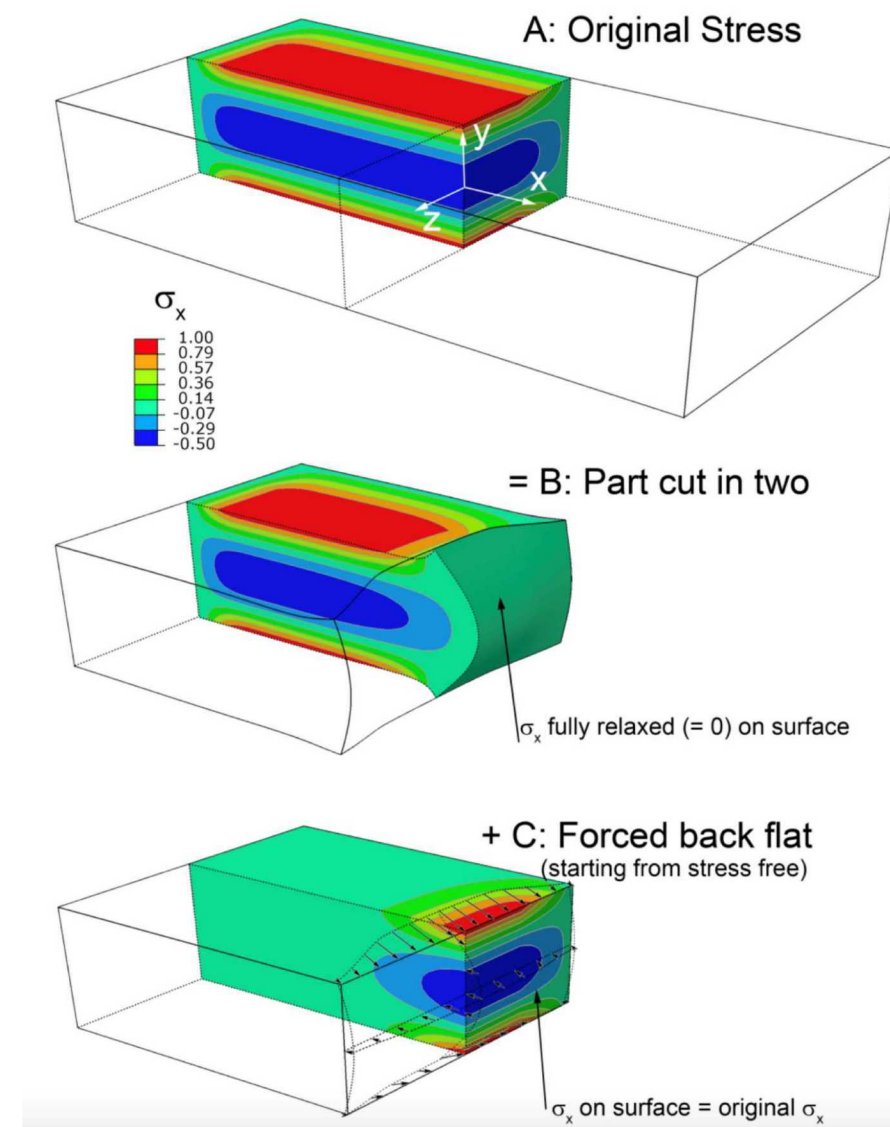 A: Original Stress
y
x
z
σx
1.00
0.79
0.57
0.36
0.14
-0.07
-0.29
-0.50
= B: Part cut in two
σx fully relaxed (= 0) on surface
+ C: Forced back flat
(starting from stress free)
σx on surface = original σx